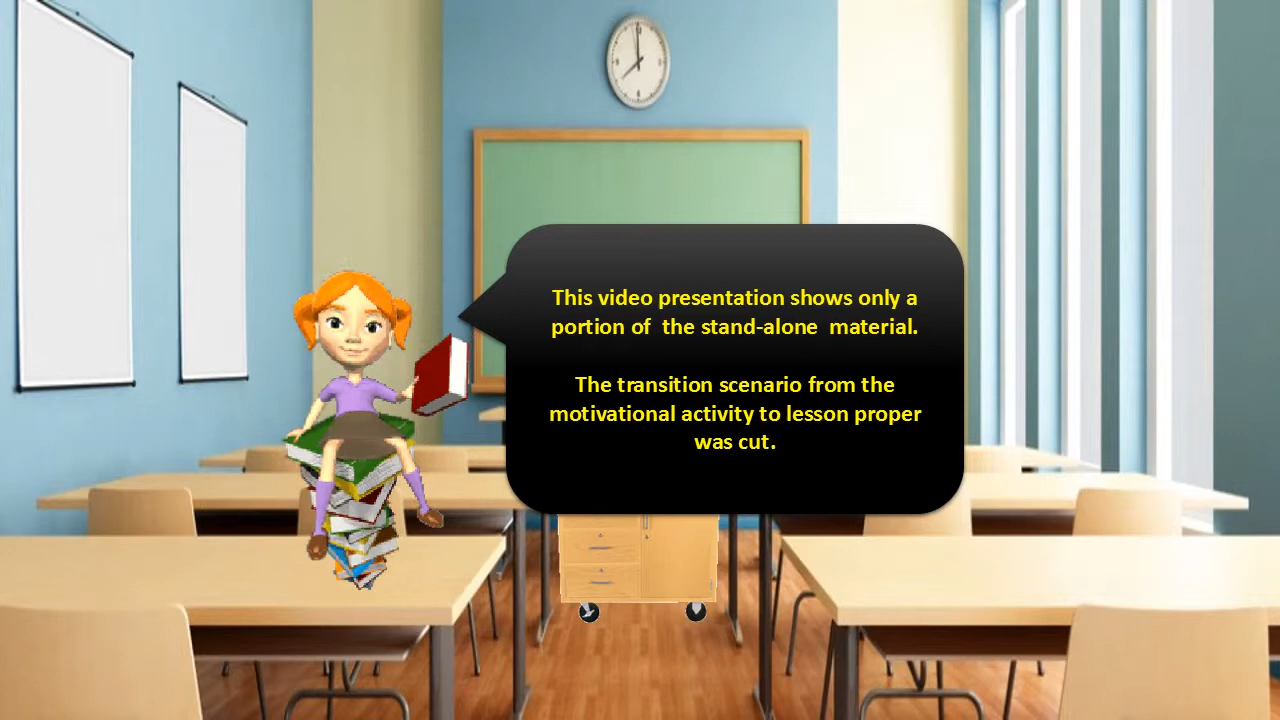 This video presentation shows only a
portion of  the stand-alone  material.
The transition scenario from the
motivational activity to lesson proper
was cut.